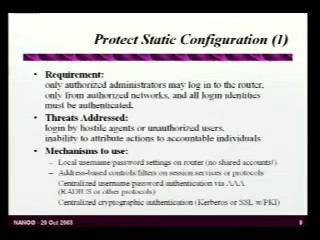 Protect Static Configuration (1)
• Requirement:
only authorized administrators may log in to the router,
only from authorized networks, and all login identities
must be authenticated.
• Threats Addressed:
login by hostile agents or unauthorized users,
inability to attribute actions to accountable individuals
• Mechanisms to use:
– Local username/password settings on router (no shared accounts!)
– Address-based controls/filters on session services or protocols
Centralized username/password authentication via AAA
(RADIUS or other protocols)
Centralized cryptographic authentication (Kerberos or SSL w/PKI)
NANOG - 20 Oct 2003